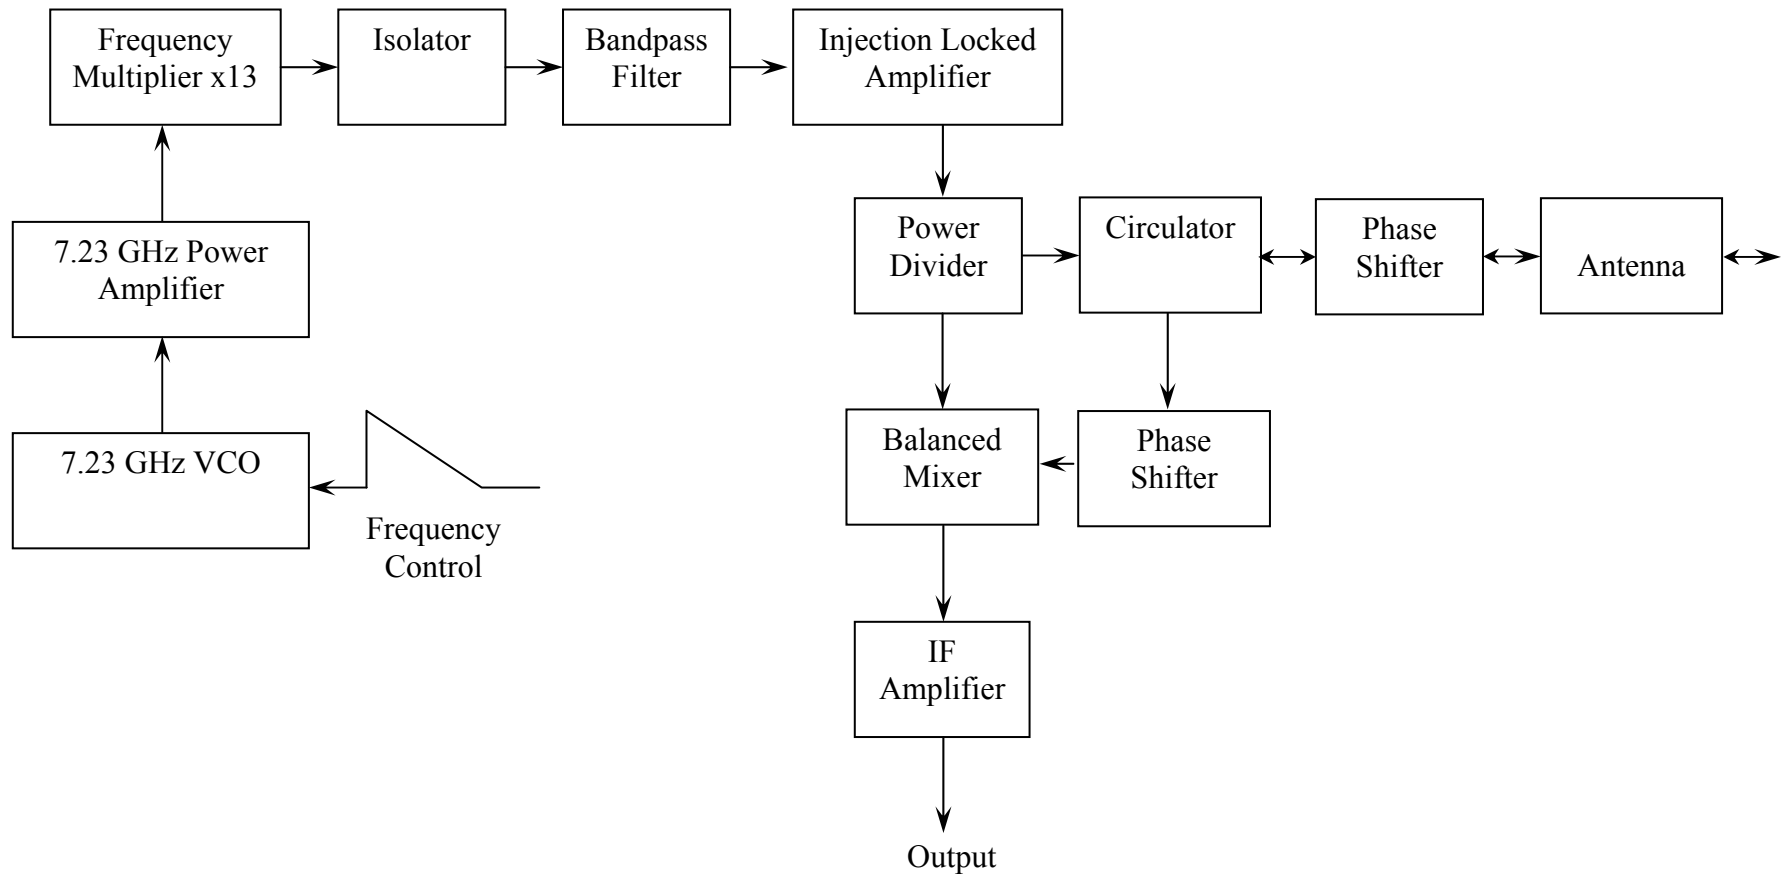 Frequency
Multiplier x13
Isolator
Bandpass
Filter
Injection Locked
Amplifier
7.23 GHz Power
Amplifier
Power
Divider
Circulator
Phase
Shifter
Antenna
7.23 GHz VCO
Frequency
Control
Balanced
Mixer
Phase
Shifter
IF
Amplifier
Output